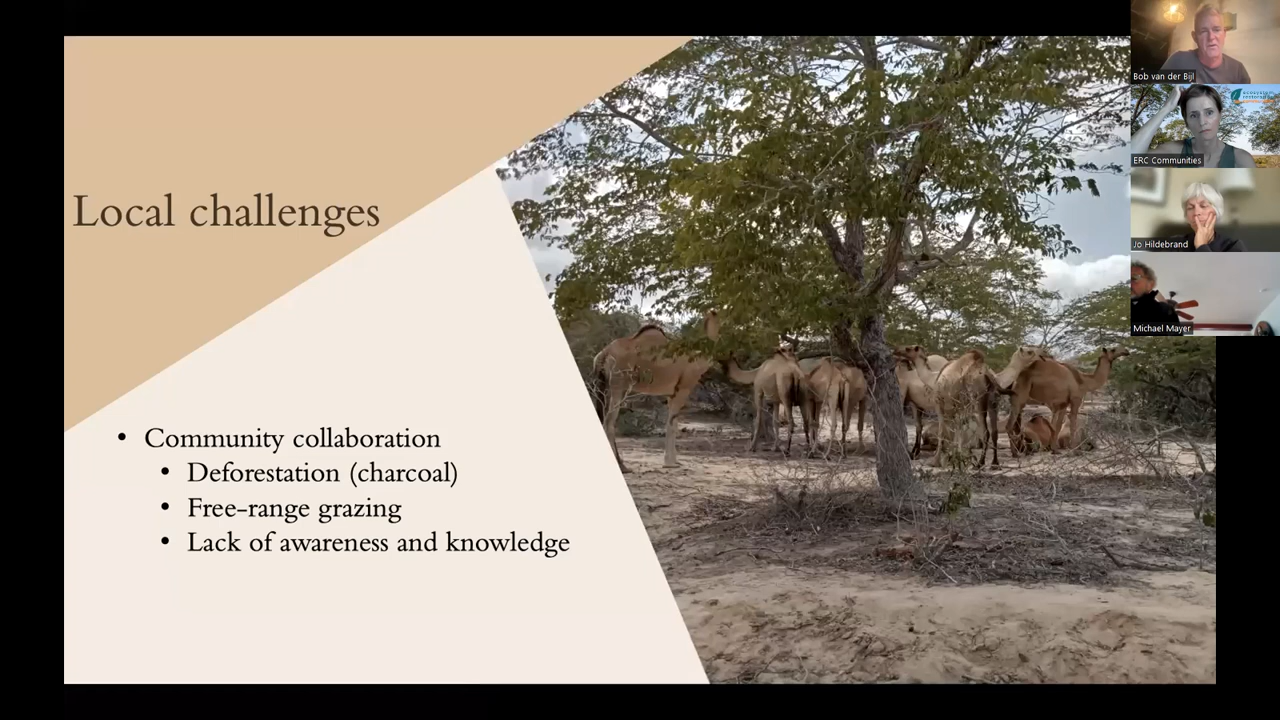 Local challenges
• Community collaboration
• Deforestation (charcoal)
• Free-range grazing
• Lack of awareness and knowledge
Bob van der Bijl
ecosystem
ERC Communities
Jo Hildebrand
Michael Mayer